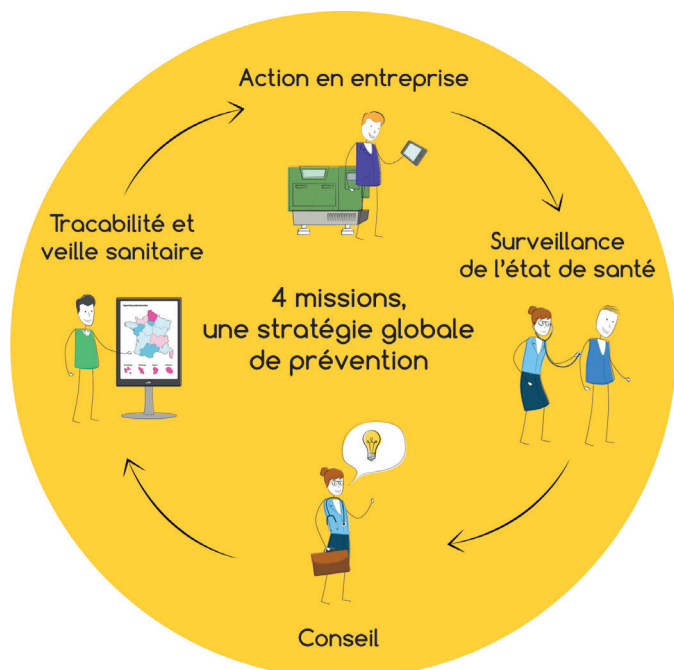 Action en entreprise
Surveillance
de l'état de santé
Conseil
Tracabilité et
veille sanitaire
4 missions,
une stratégie globale
de prévention